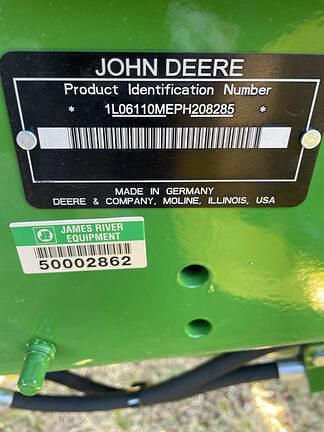 JOHN DEERE
Product Identification Number
* 1L06110MEPH208285 *
MADE IN GERMANY
DEERE & COMPANY, MOLINE, ILLINOIS, USA
JAMES RIVER
EQUIPMENT
50002862